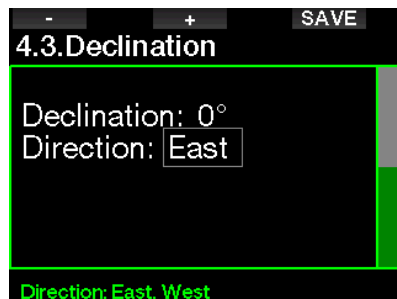 - + SAVE
4.3.Declination
Declination: 0°
Direction: East
Direction: East, West